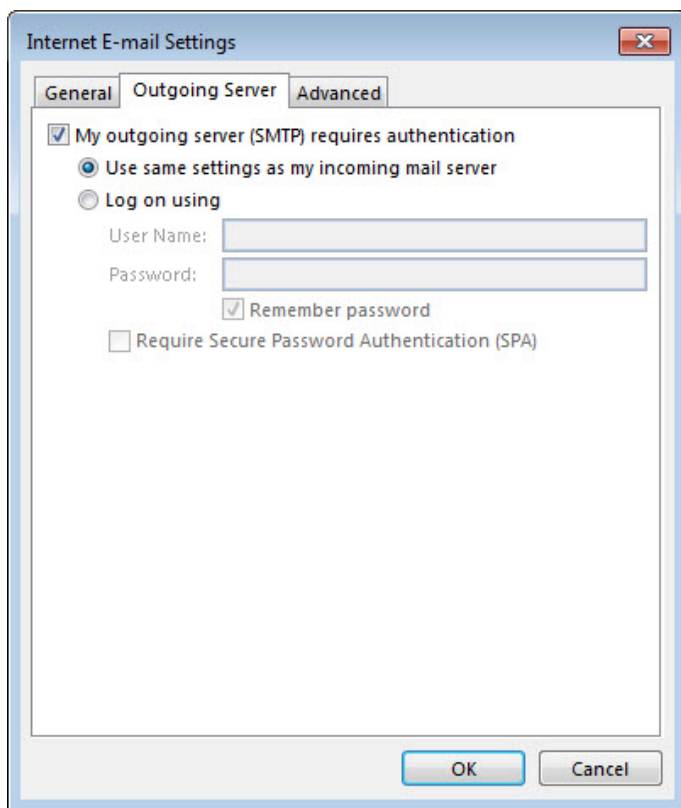 Internet E-mail Settings
General Outgoing Server Advanced
My outgoing server (SMTP) requires authentication
Use same settings as my incoming mail server
Log on using
User Name:
Password:
Remember password
Require Secure Password Authentication (SPA)
OK Cancel